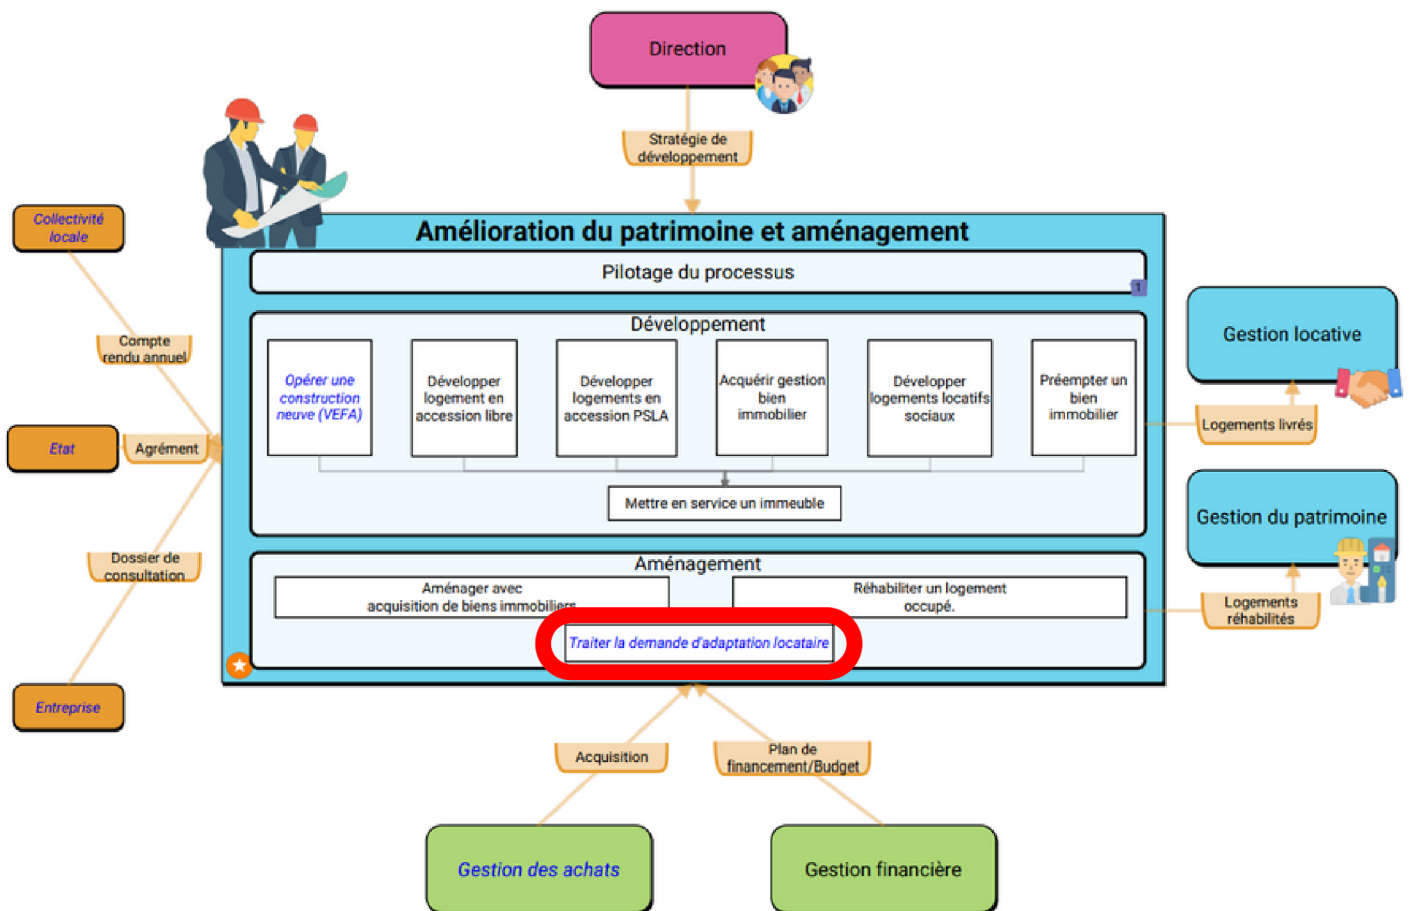 Direction
Stratégie de
développement
Collectivité
locale
Amélioration du patrimoine et aménagement
Pilotage du processus
1
Développement
Opérer une
construction
neuve (VEFA)
Développer
logement en
accession libre
Développer
logements en
accession PSLA
Acquérir gestion
bien
immobilier
Développer
logements locatifs
sociaux
Préempter un
bien
immobilier
Mettre en service un immeuble
Compte
rendu annuel
Etat
Agrément
Dossier de
consultation
Entreprise
Gestion locative
Logements livrés
Gestion du patrimoine
Logements
réhabilités
Aménagement
Aménager avec
acquisition de biens immobiliers
Réhabiliter un logement
occupé.
Traiter la demande d'adaptation locataire
Acquisition
Plan de
financement/Budget
Gestion des achats
Gestion financière